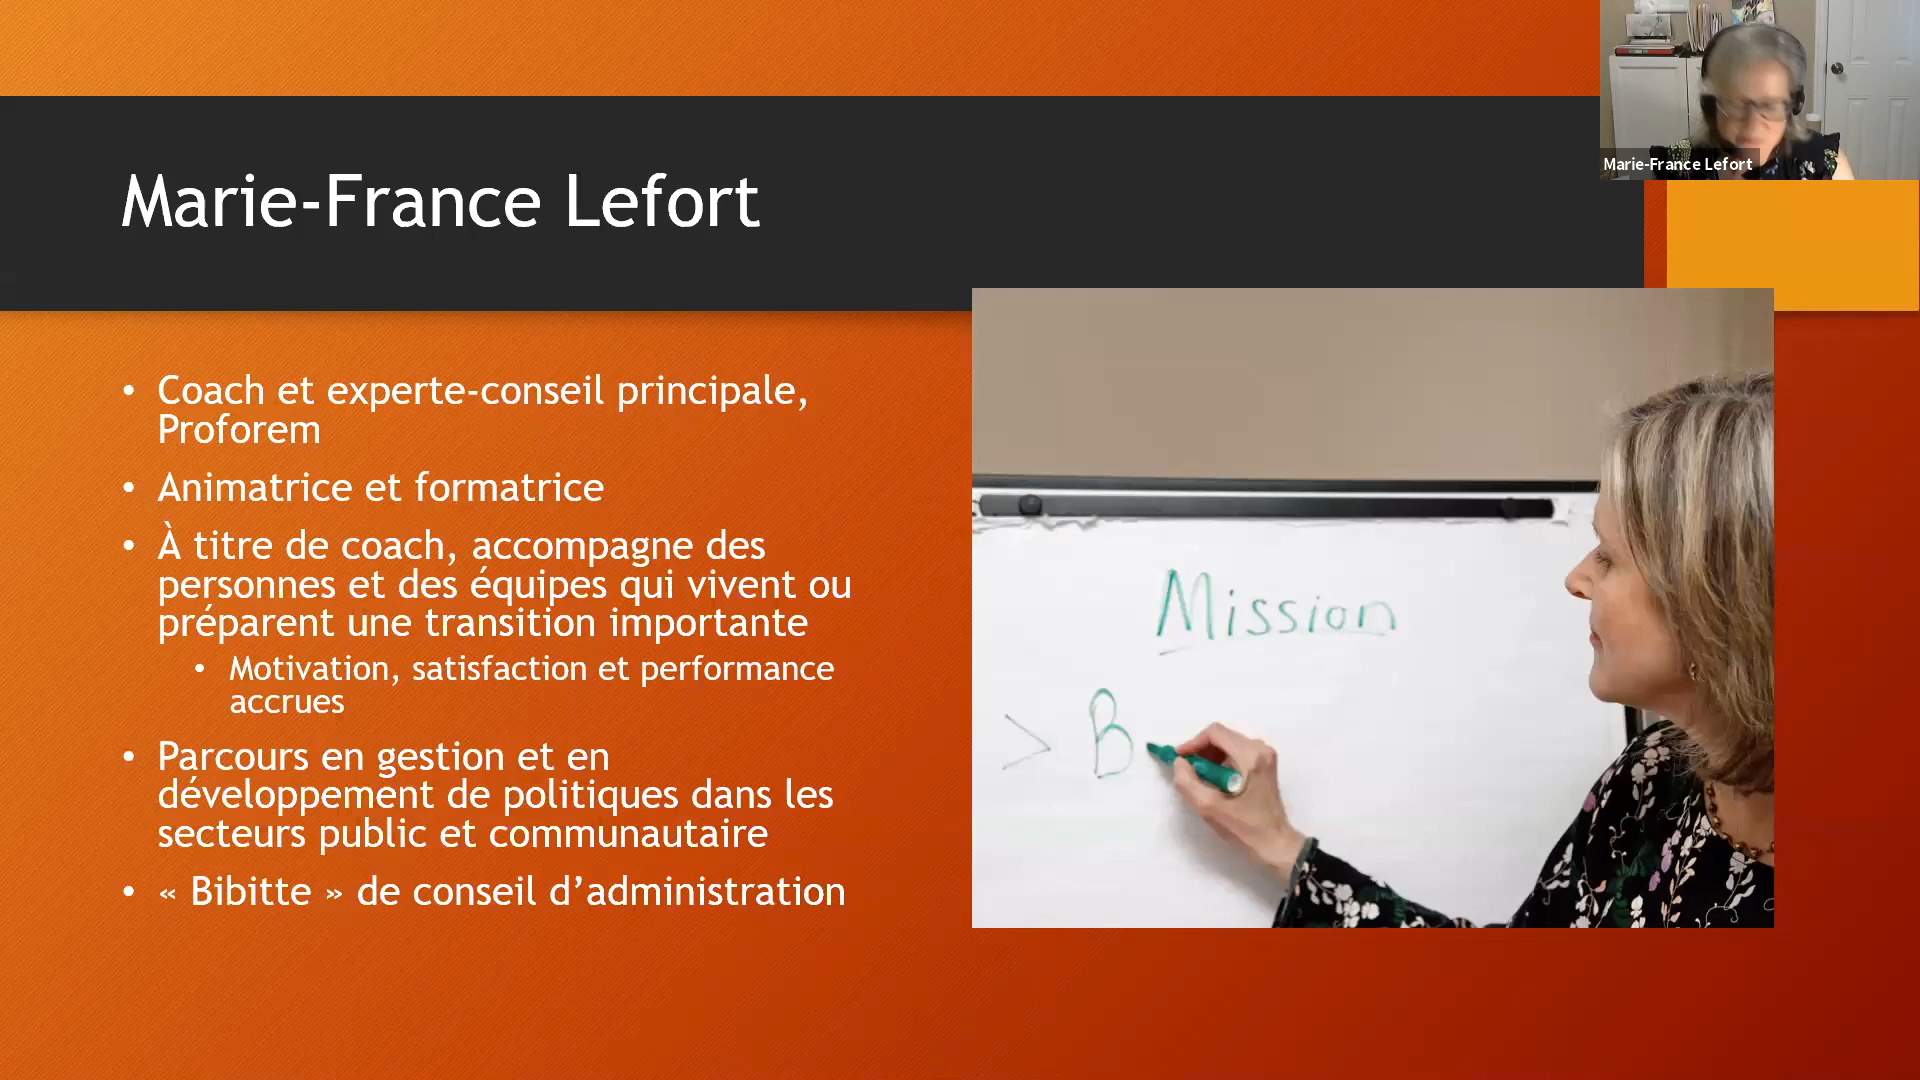 Marie-France Lefort
Marie-France Lefort
• Coach et experte-conseil principale,
Proforem
• Animatrice et formatrice
• À titre de coach, accompagne des
personnes et des équipes qui vivent ou
préparent une transition importante
• Motivation, satisfaction et performance
accrues
• Parcours en gestion et en
développement de politiques dans les
secteurs public et communautaire
• « Bibitte » de conseil d’administration
Mission
> B